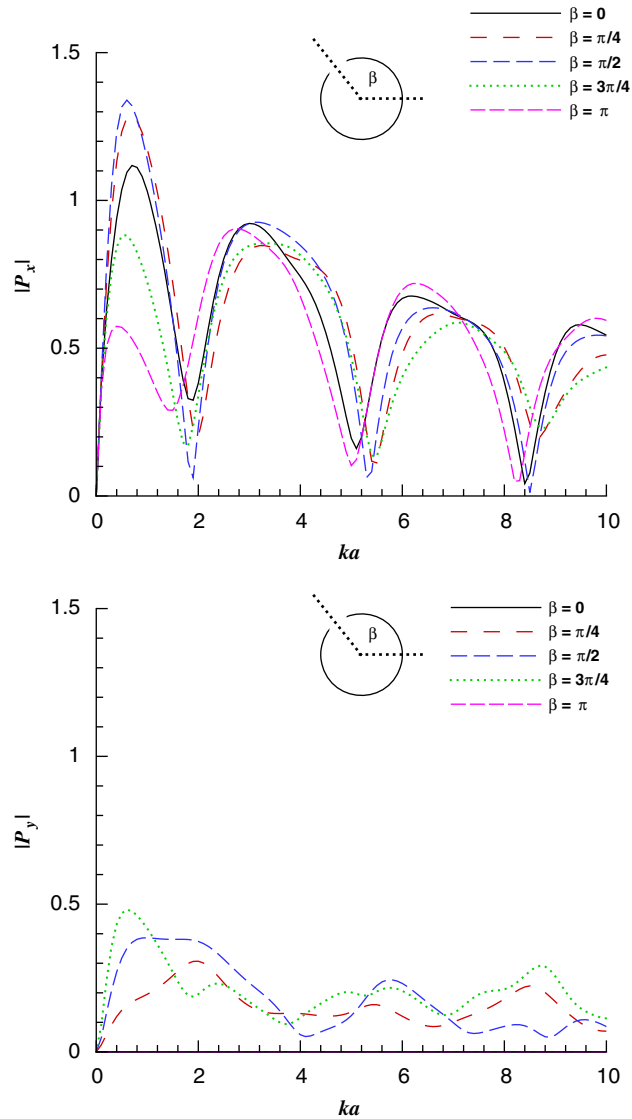 β = 0
β = π/4
β = π/2
β = 3π/4
β = π
β
1.5
1
0.5
0
|Pₓ|
0 2 4 6 8 10
ka
β = 0
β = π/4
β = π/2
β = 3π/4
β = π
β
1.5
1
0.5
0
|P_y|
0 2 4 6 8 10
ka